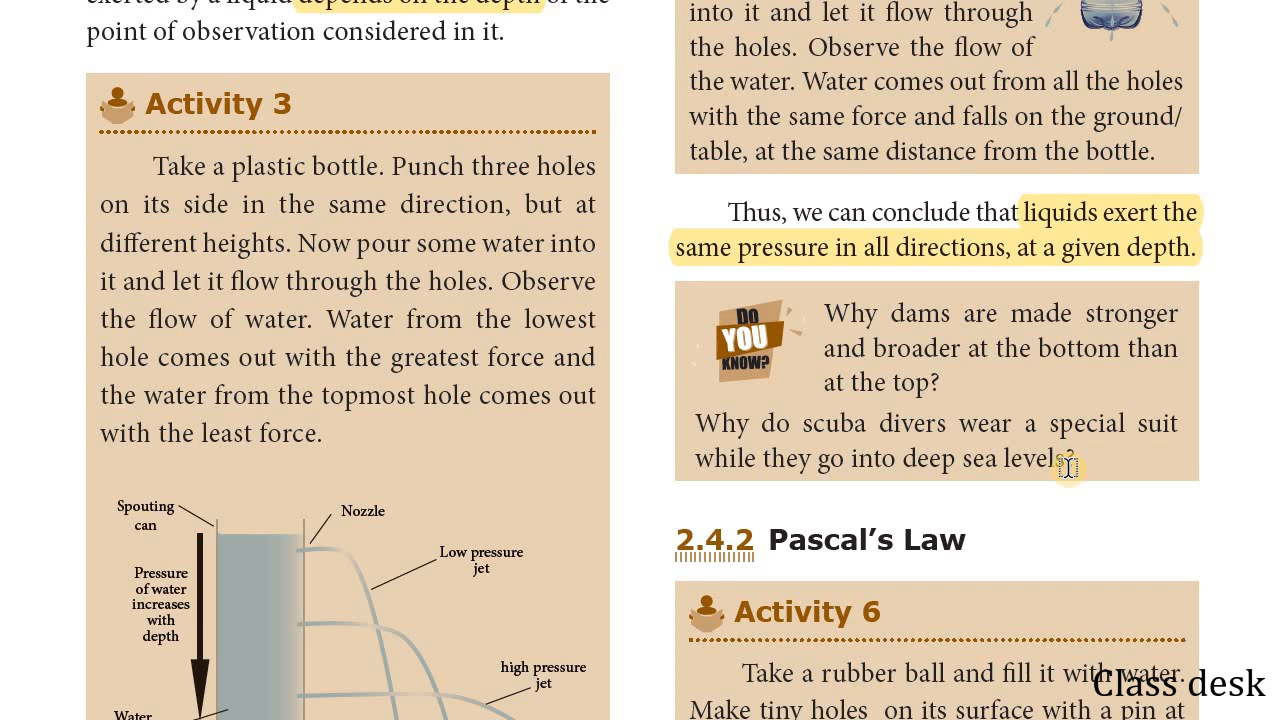 exerted by a liquid depends on the depth of the
point of observation considered in it.
Activity 3
Take a plastic bottle. Punch three holes
on its side in the same direction, but at
different heights. Now pour some water into
it and let it flow through the holes. Observe
the flow of water. Water from the lowest
hole comes out with the greatest force and
the water from the topmost hole comes out
with the least force.
Spouting
can
Nozzle
Low pressure
jet
Pressure
of water
increases
with
depth
high pressure
jet
Water
into it and let it flow through
the holes. Observe the flow of
the water. Water comes out from all the holes
with the same force and falls on the ground/
table, at the same distance from the bottle.
Thus, we can conclude that liquids exert the
same pressure in all directions, at a given depth.
DO
YOU
KNOW?
Why dams are made stronger
and broader at the bottom than
at the top?
Why do scuba divers wear a special suit
while they go into deep sea levels?
2.4.2 Pascal’s Law
Activity 6
Take a rubber ball and fill it with water.
Make tiny holes on its surface with a pin at
Class desk